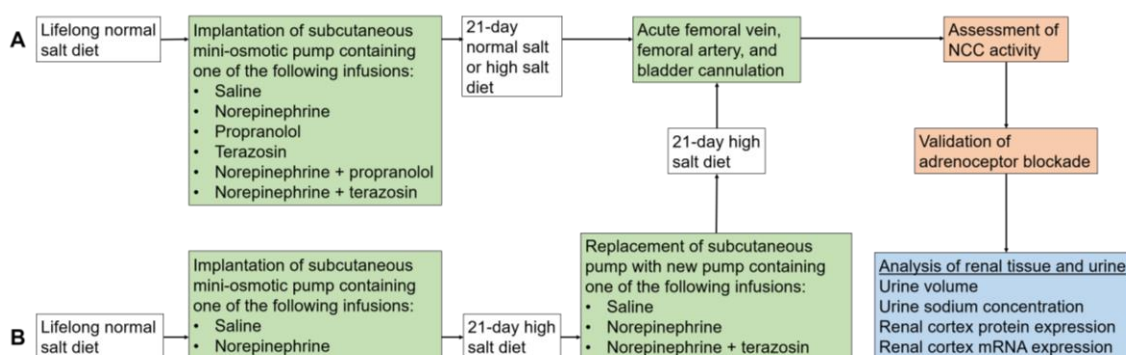 A
Lifelong normal
salt diet
Implantation of subcutaneous
mini-osmotic pump containing
one of the following infusions:
• Saline
• Norepinephrine
• Propranolol
• Terazosin
• Norepinephrine + propranolol
• Norepinephrine + terazosin
21-day
normal salt
or high salt
diet
Acute femoral vein,
femoral artery, and
bladder cannulation
Assessment of
NCC activity
21-day high
salt diet
Validation of
adrenoceptor blockade
B
Lifelong normal
salt diet
Implantation of subcutaneous
mini-osmotic pump containing
one of the following infusions:
• Saline
• Norepinephrine
21-day high
salt diet
Replacement of subcutaneous
pump with new pump containing
one of the following infusions:
• Saline
• Norepinephrine
• Norepinephrine + terazosin
Analysis of renal tissue and urine
Urine volume
Urine sodium concentration
Renal cortex protein expression
Renal cortex mRNA expression